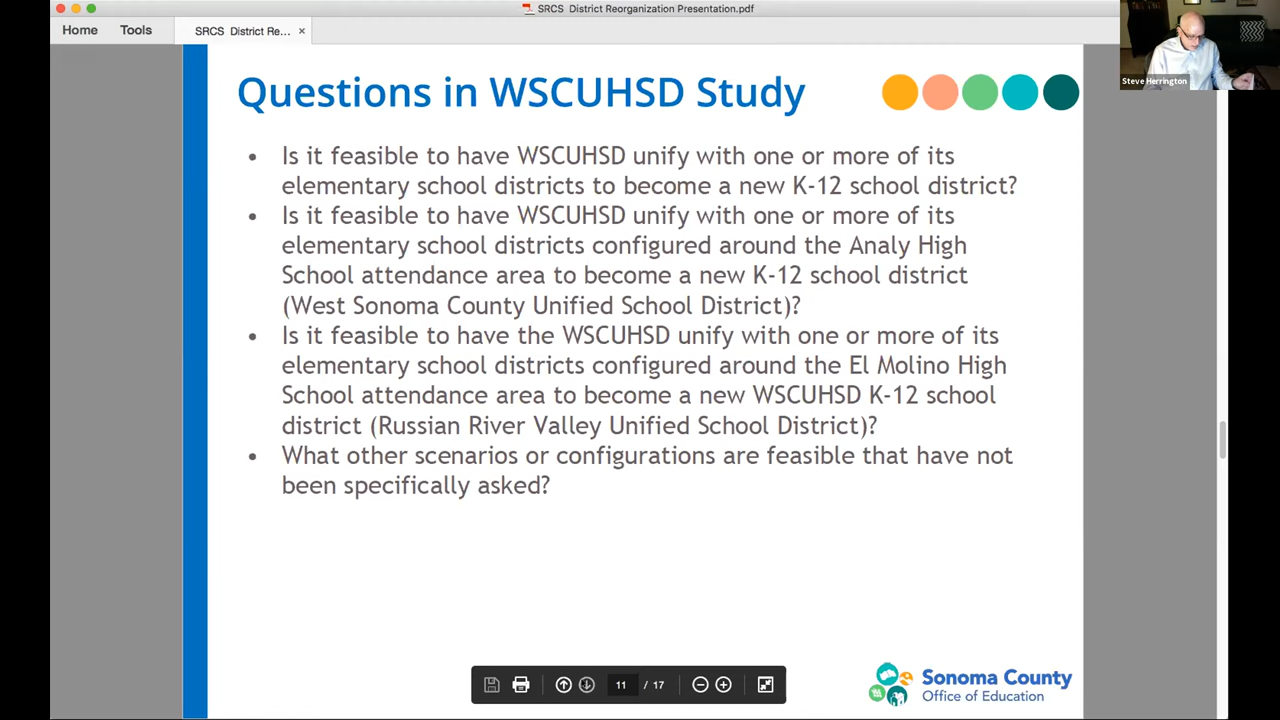 SRCS District Reorganization Presentation.pdf
Home Tools SRCS District Re... ×
Steve Herrington
Questions in WSCUHSD Study
• Is it feasible to have WSCUHSD unify with one or more of its
elementary school districts to become a new K-12 school district?
• Is it feasible to have WSCUHSD unify with one or more of its
elementary school districts configured around the Analy High
School attendance area to become a new K-12 school district
(West Sonoma County Unified School District)?
• Is it feasible to have the WSCUHSD unify with one or more of its
elementary school districts configured around the El Molino High
School attendance area to become a new WSCUHSD K-12 school
district (Russian River Valley Unified School District)?
• What other scenarios or configurations are feasible that have not
been specifically asked?
11 / 17
Sonoma County
Office of Education